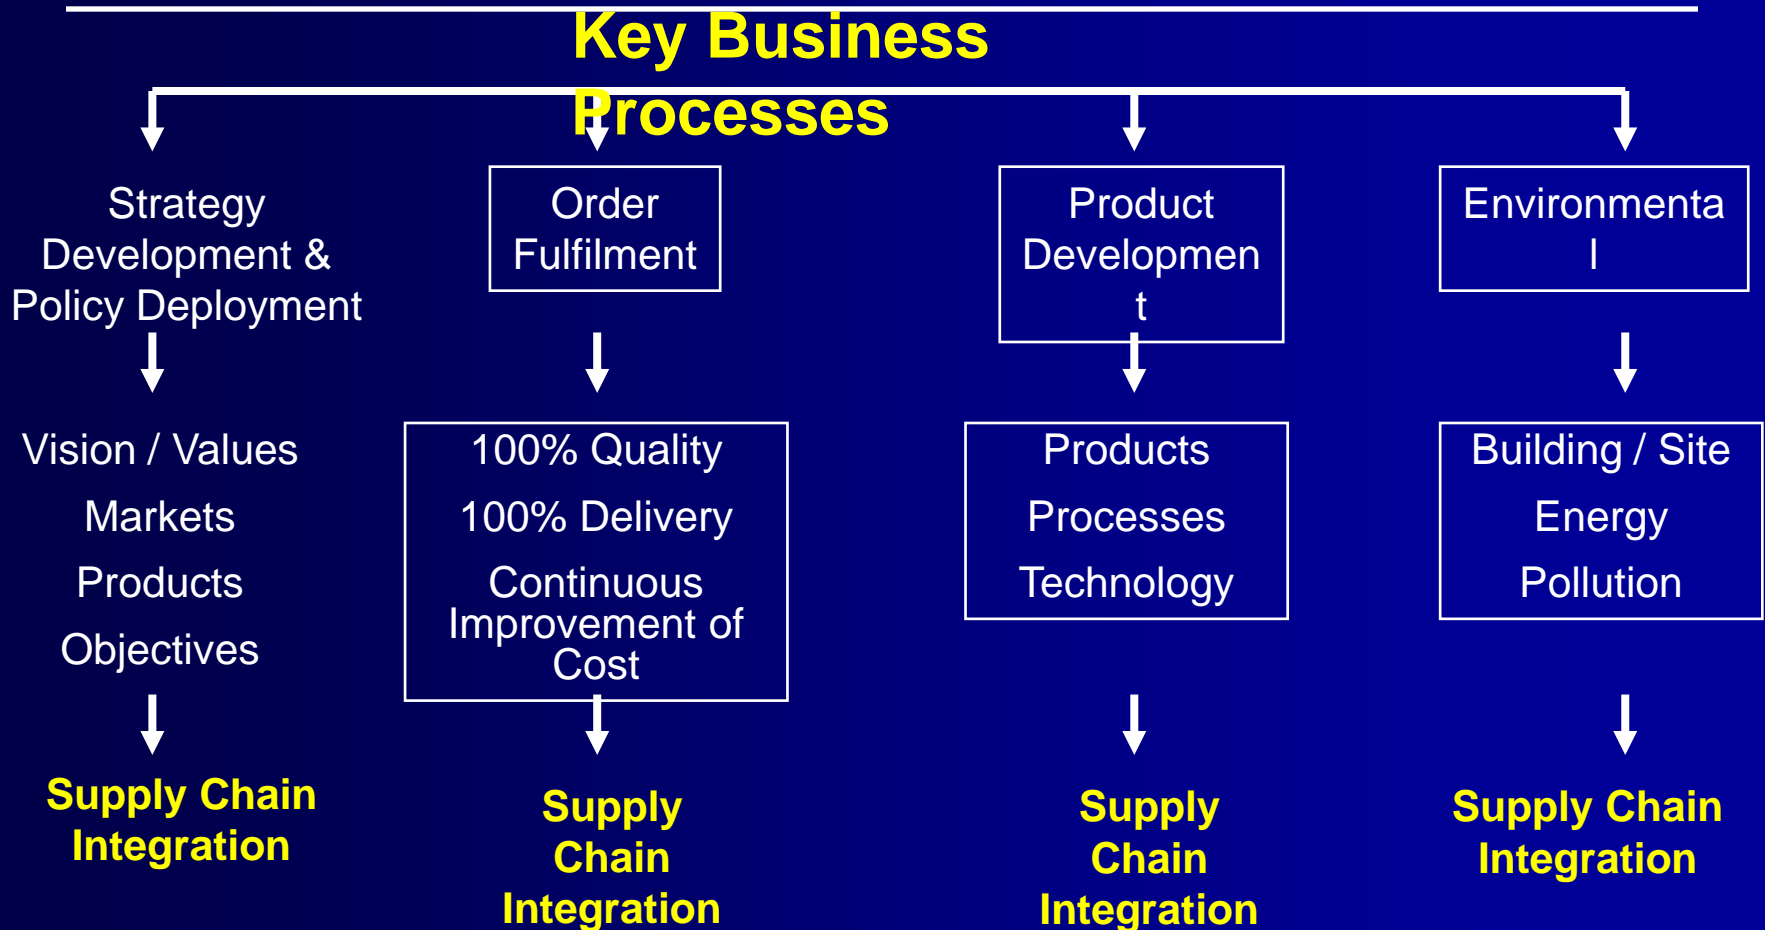 Key Business
Processes
Strategy
Development &
Policy Deployment
Order
Fulfilment
Product
Developmen
t
Environmenta
l
Vision / Values
Markets
Products
Objectives
100% Quality
100% Delivery
Continuous
Improvement of
Cost
Products
Processes
Technology
Building / Site
Energy
Pollution
Supply Chain
Integration
Supply
Chain
Integration
Supply
Chain
Integration
Supply Chain
Integration